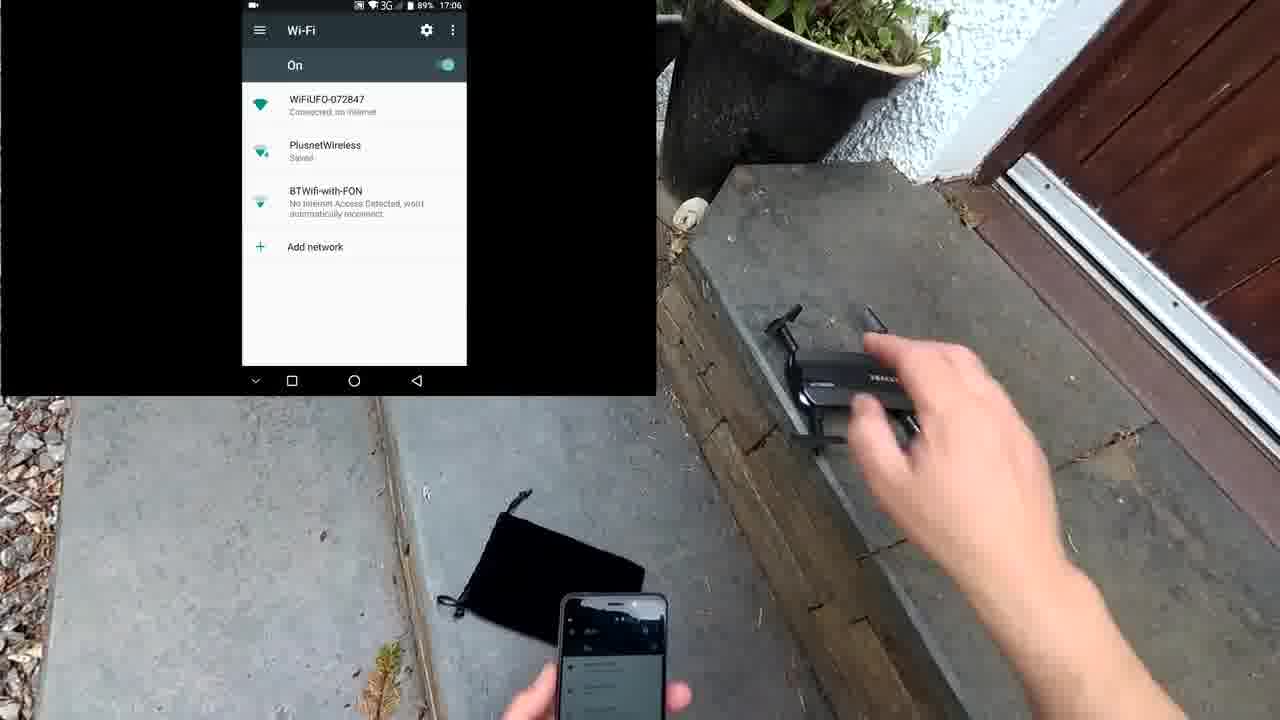 3G 89% 17:06
Wi-Fi
On
WiFiUFO-072847
Connected, no Internet
PlusnetWireless
Saved
BTWifi-with-FON
No Internet Access Detected, won't
automatically reconnect.
Add network